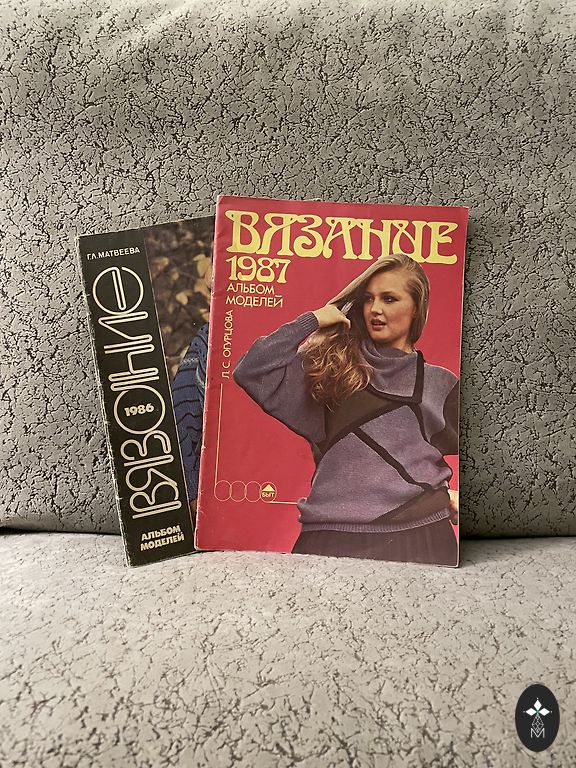 Г.Л. МАТВЕЕВА
ВЯЗАНИЕ
1986
АЛЬБОМ
МОДЕЛЕЙ
ВЯЗАНИЕ
1987
АЛЬБОМ
МОДЕЛЕЙ
Л. С. ОГУРЦОВА
БЫТ
M